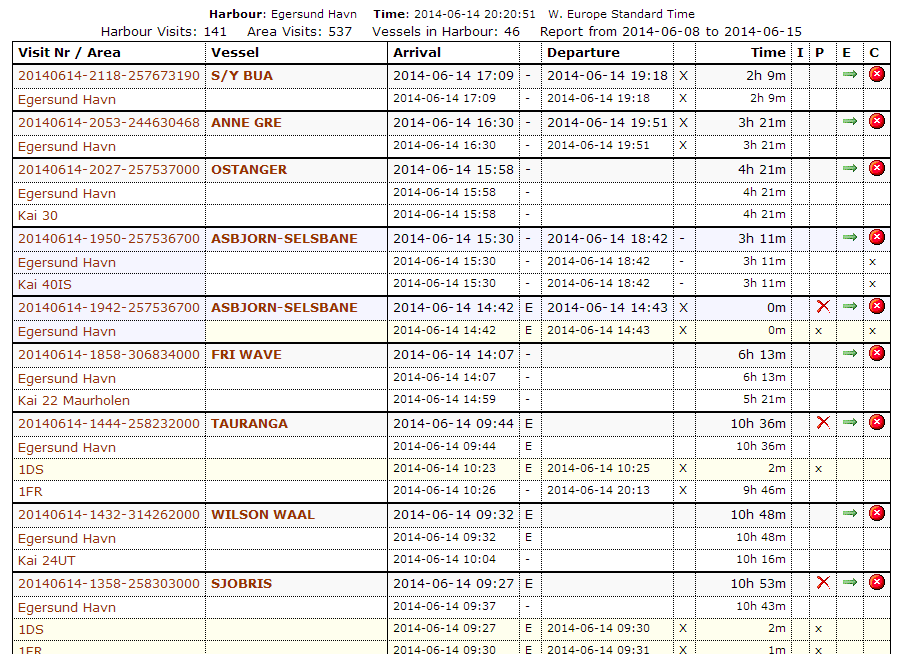 Harbour: Egersund Havn Time: 2014-06-14 20:20:51 W. Europe Standard Time
Harbour Visits: 141 Area Visits: 537 Vessels in Harbour: 46 Report from 2014-06-08 to 2014-06-15
Visit Nr / Area Vessel Arrival Departure Time I P E C
20140614-2118-257673190 S/Y BUA 2014-06-14 17:09 - 2014-06-14 19:18 X 2h 9m
Egersund Havn 2014-06-14 17:09 - 2014-06-14 19:18 X 2h 9m
20140614-2053-244630468 ANNE GRE 2014-06-14 16:30 - 2014-06-14 19:51 X 3h 21m
Egersund Havn 2014-06-14 16:30 - 2014-06-14 19:51 X 3h 21m
20140614-2027-257537000 OSTANGER 2014-06-14 15:58 - 4h 21m
Egersund Havn 2014-06-14 15:58 - 4h 21m
Kai 30 2014-06-14 15:58 - 4h 21m
20140614-1950-257536700 ASBJORN-SELSBANE 2014-06-14 15:30 - 2014-06-14 18:42 - 3h 11m
Egersund Havn 2014-06-14 15:30 - 2014-06-14 18:42 - 3h 11m x
Kai 40IS 2014-06-14 15:30 - 2014-06-14 18:42 - 3h 11m x
20140614-1942-257536700 ASBJORN-SELSBANE 2014-06-14 14:42 E 2014-06-14 14:43 X 0m
Egersund Havn 2014-06-14 14:42 E 2014-06-14 14:43 X 0m x x
20140614-1858-306834000 FRI WAVE 2014-06-14 14:07 - 6h 13m
Egersund Havn 2014-06-14 14:07 - 6h 13m
Kai 22 Maurholen 2014-06-14 14:59 - 5h 21m
20140614-1444-258232000 TAURANGA 2014-06-14 09:44 E 10h 36m
Egersund Havn 2014-06-14 09:44 E 10h 36m
1DS 2014-06-14 10:23 E 2014-06-14 10:25 X 2m x
1FR 2014-06-14 10:26 - 2014-06-14 20:13 X 9h 46m
20140614-1432-314262000 WILSON WAAL 2014-06-14 09:32 E 10h 48m
Egersund Havn 2014-06-14 09:32 E 10h 48m
Kai 24UT 2014-06-14 10:04 - 10h 16m
20140614-1358-258303000 SJOBRIS 2014-06-14 09:27 E 10h 53m
Egersund Havn 2014-06-14 09:37 - 10h 43m
1DS 2014-06-14 09:27 E 2014-06-14 09:30 X 2m x
1FR 2014-06-14 09:30 E 2014-06-14 09:31 X 1m x